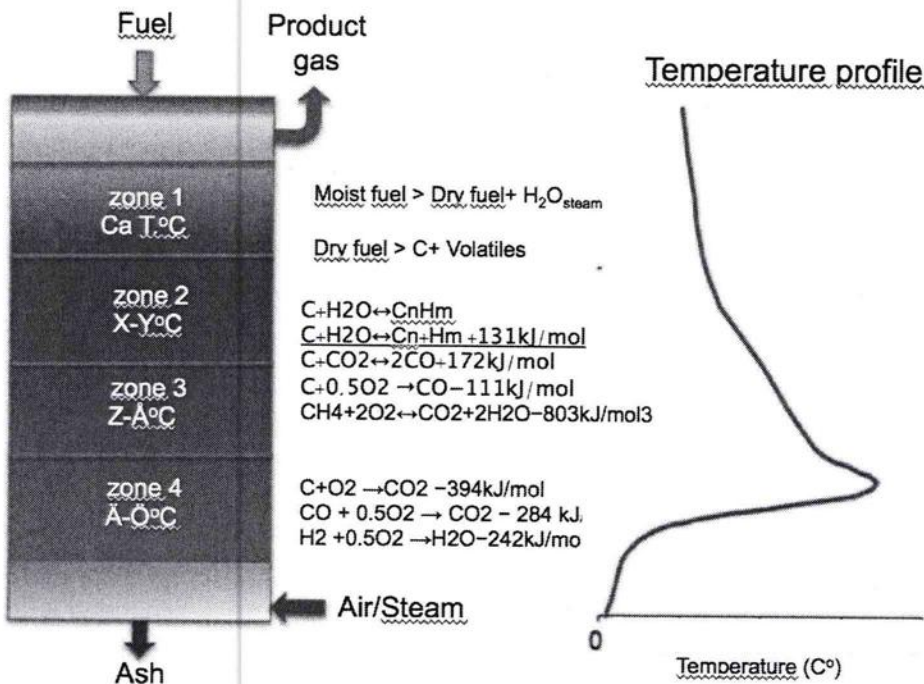 Fuel
Product
gas
Temperature profile
zone 1
Ca T.°C
Moist fuel > Dry fuel+ H2Osteam
Dry fuel > C+ Volatiles
zone 2
X-Y°C
C+H2O↔CnHm
C+H2O↔Cn+Hm +131kJ/mol
C+CO2↔2CO+172kJ/mol
zone 3
Z-Å°C
C+0.5O2 →CO−111kJ/mol
CH4+2O2↔CO2+2H2O−803kJ/mol3
zone 4
Ä-Ö°C
C+O2 →CO2 −394kJ/mol
CO + 0.5O2 → CO2 − 284 kJ,
H2 +0.5O2 →H2O−242kJ/mo
Air/Steam
Ash
0
Temperature (C°)